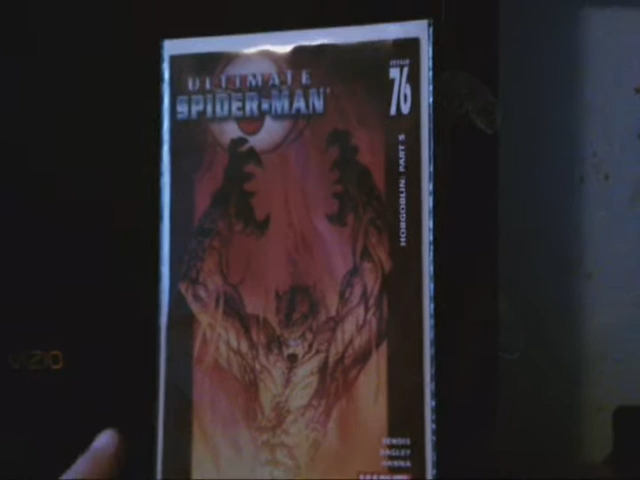 ULTIMATE
SPIDER-MAN
ISSUE
76
HOBGOBLIN: PART 5
VIZIO
BENDIS
BAGLEY
HANNA